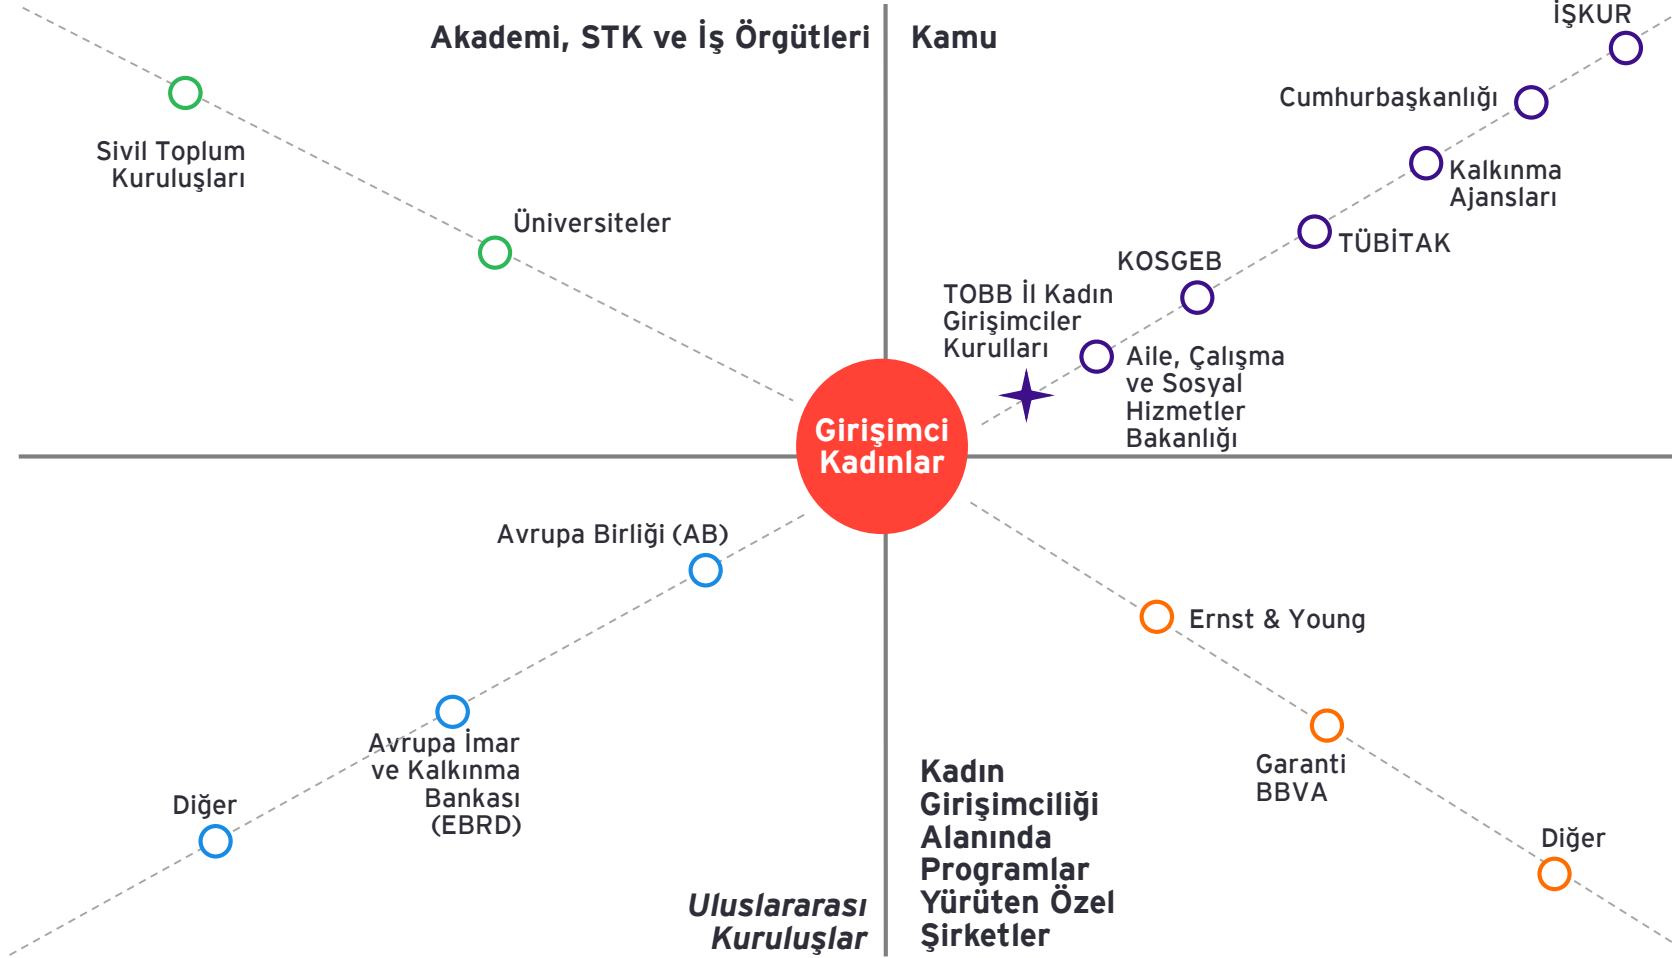 Akademi, STK ve İş Örgütleri
Sivil Toplum
Kuruluşları
Üniversiteler
Kamu
İŞKUR
Cumhurbaşkanlığı
Kalkınma
Ajansları
TÜBİTAK
KOSGEB
TOBB İl Kadın
Girişimciler
Kurulları
Aile, Çalışma
ve Sosyal
Hizmetler
Bakanlığı
Girişimci
Kadınlar
Avrupa Birliği (AB)
Avrupa İmar
ve Kalkınma
Bankası
(EBRD)
Diğer
Uluslararası
Kuruluşlar
Ernst & Young
Garanti
BBVA
Diğer
Kadın
Girişimciliği
Alanında
Programlar
Yürüten Özel
Şirketler